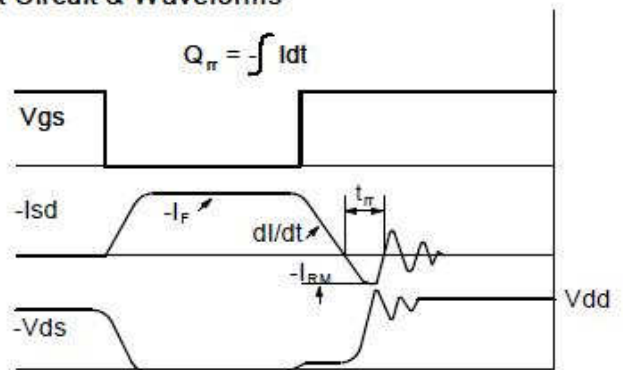 t Circuit & Waveforms
Qrr = -∫ Idt
Vgs
-Isd
-IF
dI/dt
trr
-IRM
-Vds
Vdd